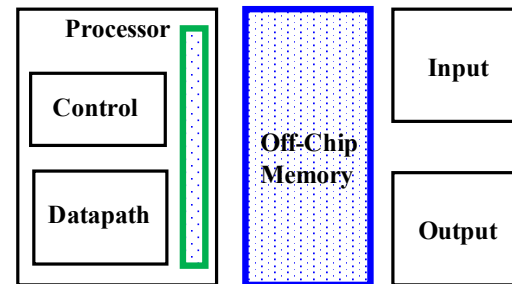 Processor
Control
Datapath
Off-Chip
Memory
Input
Output